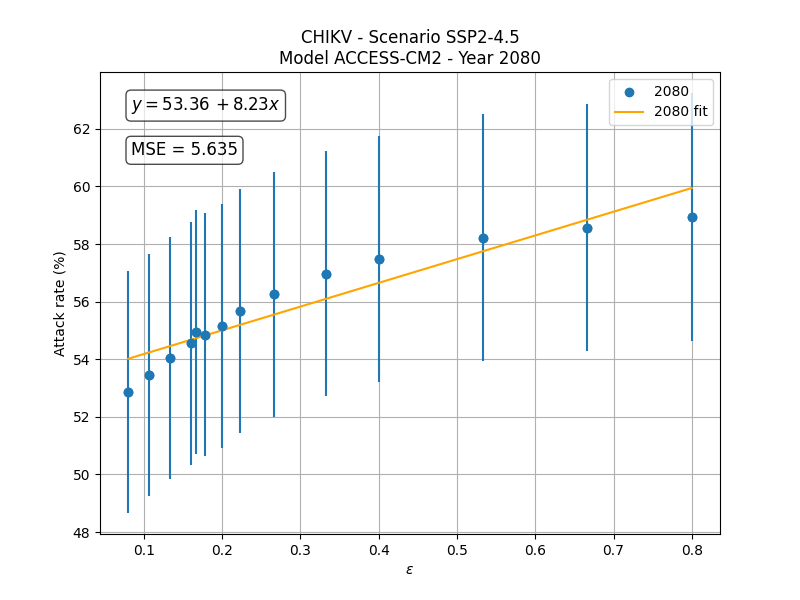 CHIKV - Scenario SSP2-4.5
Model ACCESS-CM2 - Year 2080
y = 53.36 + 8.23x
MSE = 5.635
2080
2080 fit
Attack rate (%)
62
60
58
56
54
52
50
48
0.1 0.2 0.3 0.4 0.5 0.6 0.7 0.8
ε